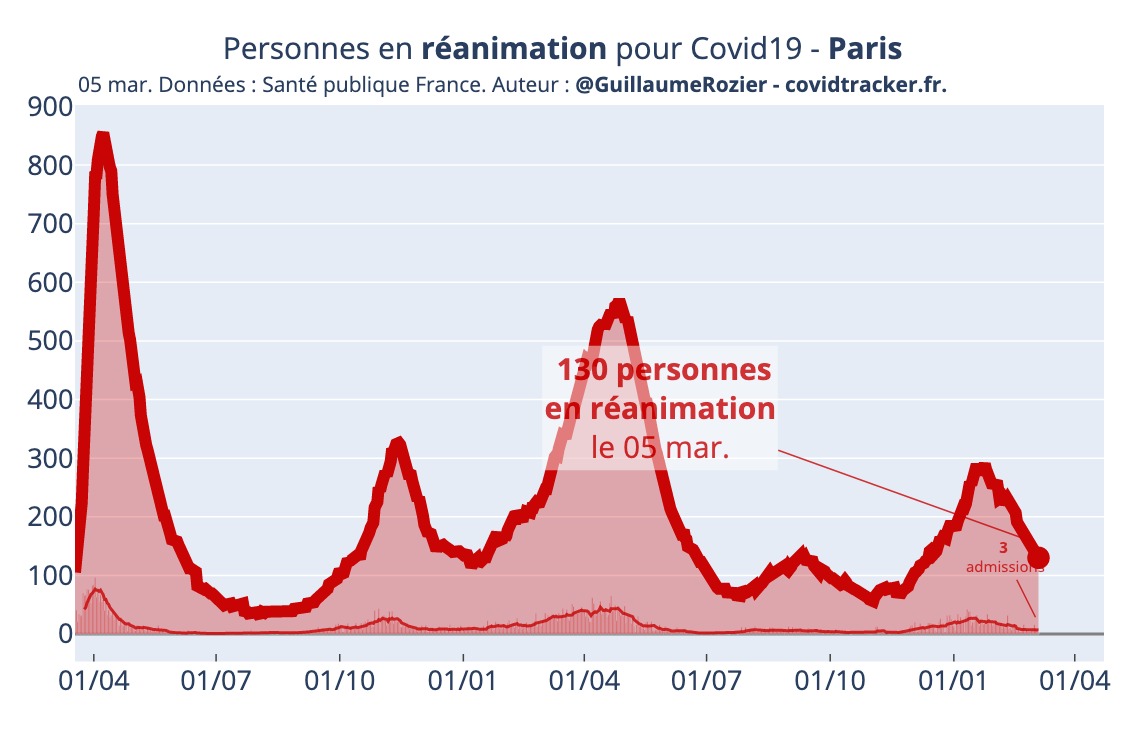 Personnes en réanimation pour Covid19 - Paris
05 mar. Données : Santé publique France. Auteur : @GuillaumeRozier - covidtracker.fr.
900
800
700
600
500
400
300
200
100
0
130 personnes
en réanimation
le 05 mar.
3
admissions
01/04 01/07 01/10 01/01 01/04 01/07 01/10 01/01 01/04